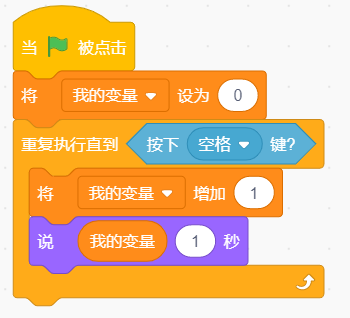 当 被点击
将 我的变量 设为 0
重复执行直到 按下 空格 键?
将 我的变量 增加 1
说 我的变量 1 秒